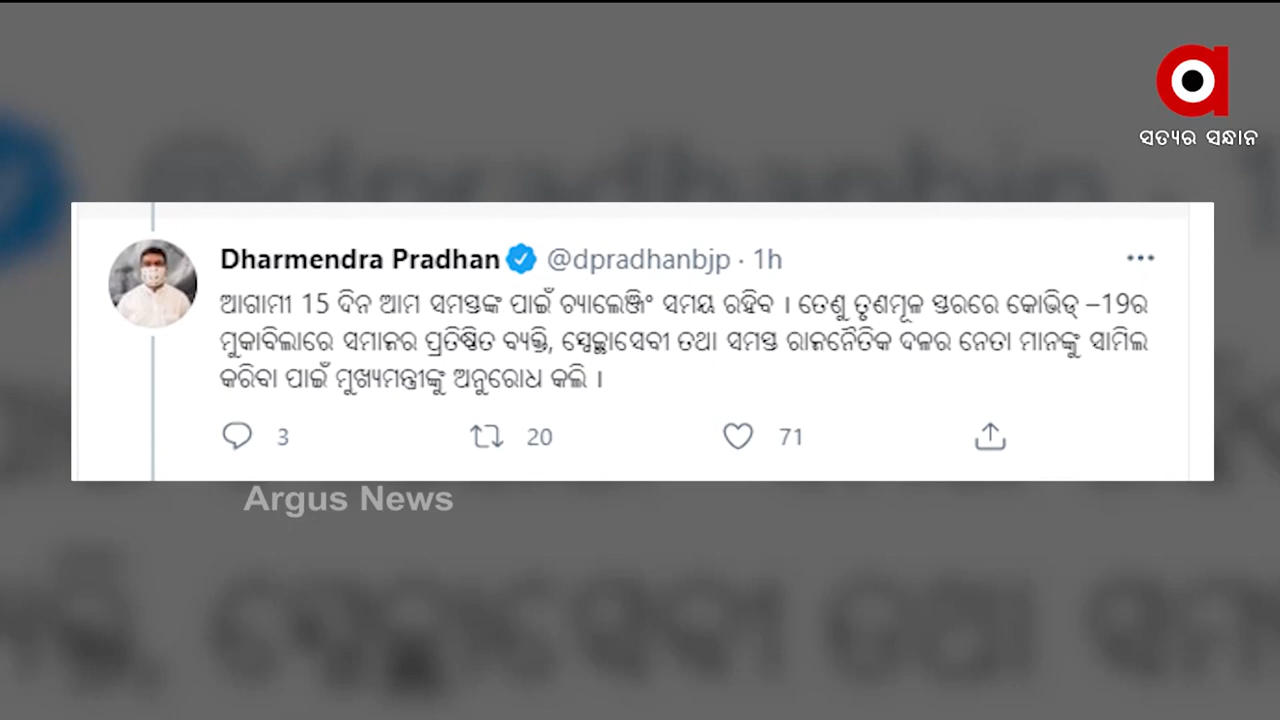 ସତ୍ୟର ସନ୍ଧାନ
Dharmendra Pradhan @dpradhanbjp · 1h
ଆଗାମୀ 15 ଦିନ ଆମ ସମସ୍ତଙ୍କ ପାଇଁ ଚ୍ୟାଲେଞ୍ଜିଂ ସମୟ ରହିବ । ତେଣୁ ତୃଣମୂଳ ସ୍ତରରେ କୋଭିଡ୍ –19ର
ମୁକାବିଲାରେ ସମାଜର ପ୍ରତିଷ୍ଠିତ ବ୍ୟକ୍ତି, ସ୍ୱେଚ୍ଛାସେବୀ ତଥା ସମସ୍ତ ରାଜନୈତିକ ଦଳର ନେତା ମାନଙ୍କୁ ସାମିଲ
କରିବା ପାଇଁ ମୁଖ୍ୟମନ୍ତ୍ରୀଙ୍କୁ ଅନୁରୋଧ କଲି ।
3 20 71
Argus News